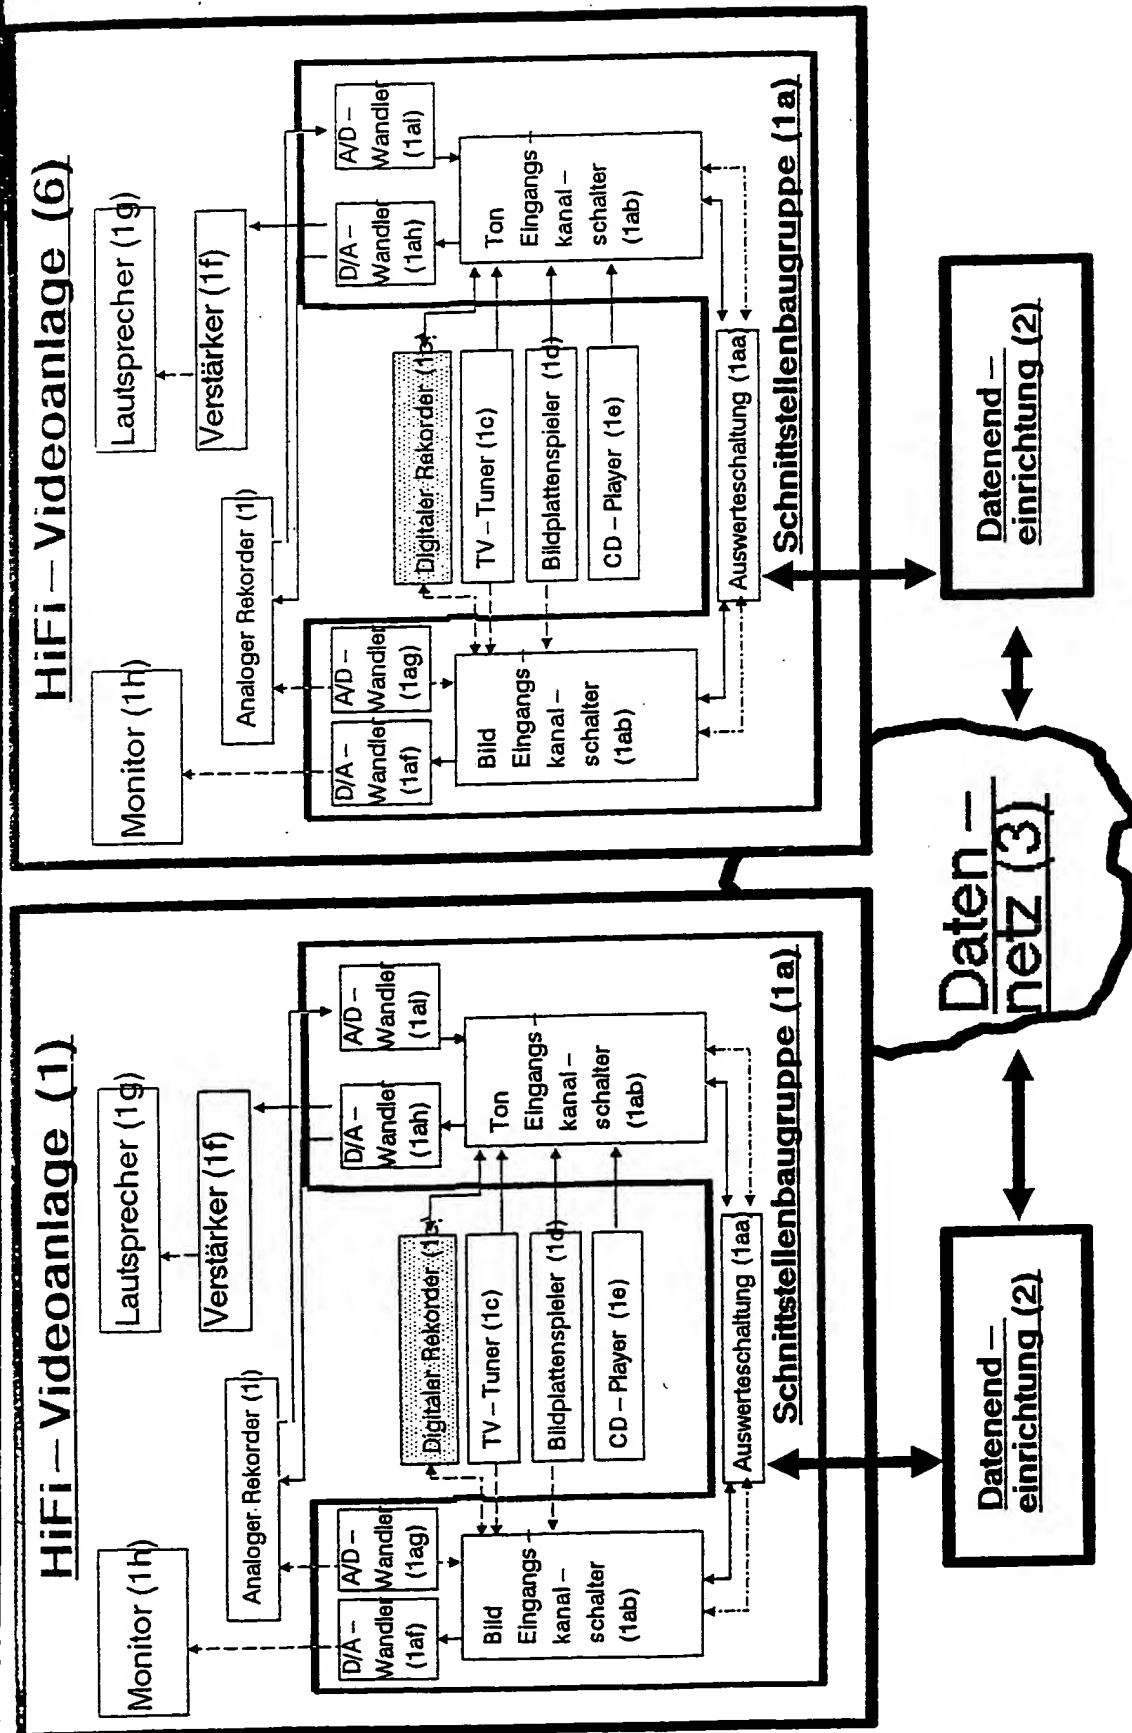 HiFi – Videoanlage (1)
Monitor (1h)
Analoger Rekorder (1i)
Lautsprecher (1g)
Verstärker (1f)
D/A –
Wandler
(1af)
A/D –
Wandler
(1ag)
D/A –
Wandler
(1ah)
A/D –
Wandler
(1ai)
Digitaler Rekorder
TV – Tuner (1c)
Bildplattenspieler (1d)
CD – Player (1e)
Bild
Eingangs –
kanal –
schalter
(1ab)
Ton
Eingangs –
kanal –
schalter
(1ab)
Auswerteschaltung (1aa)
Schnittstellenbaugruppe (1a)
Datenend –
einrichtung (2)
HiFi – Videoanlage (6)
Monitor (1h)
Analoger Rekorder (1i)
Lautsprecher (1g)
Verstärker (1f)
D/A –
Wandler
(1af)
A/D –
Wandler
(1ag)
D/A –
Wandler
(1ah)
A/D –
Wandler
(1ai)
Digitaler Rekorder
TV – Tuner (1c)
Bildplattenspieler (1d)
CD – Player (1e)
Bild
Eingangs –
kanal –
schalter
(1ab)
Ton
Eingangs –
kanal –
schalter
(1ab)
Auswerteschaltung (1aa)
Schnittstellenbaugruppe (1a)
Datenend –
einrichtung (2)
Daten –
netz (3)